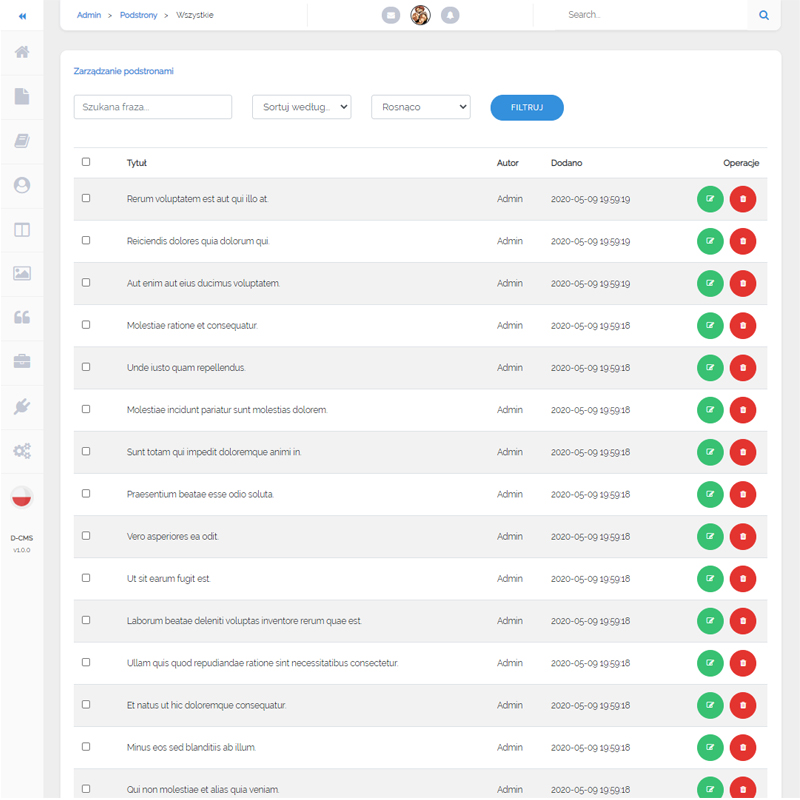 Admin > Podstrony > Wszystkie
Search..
Zarządzanie podstronami
Szukana fraza...
Sortuj według...
Rosnąco
FILTRUJ
Tytuł Autor Dodano Operacje
Rerum voluptatem est aut qui illo at. Admin 2020-05-09 19:59:19
Reiciendis dolores quia dolorum qui. Admin 2020-05-09 19:59:19
Aut enim aut eius ducimus voluptatem. Admin 2020-05-09 19:59:19
Molestiae ratione et consequatur. Admin 2020-05-09 19:59:18
Unde iusto quam repellendus. Admin 2020-05-09 19:59:18
Molestiae incidunt pariatur sunt molestias dolorem. Admin 2020-05-09 19:59:18
Sunt totam qui impedit doloremque animi in. Admin 2020-05-09 19:59:18
Praesentium beatae esse odio soluta. Admin 2020-05-09 19:59:18
Vero asperiores ea odit. Admin 2020-05-09 19:59:18
Ut sit earum fugit est. Admin 2020-05-09 19:59:18
Laborum beatae deleniti voluptas inventore rerum quae est. Admin 2020-05-09 19:59:18
Ullam quis quod repudiandae ratione sint necessitatibus consectetur. Admin 2020-05-09 19:59:18
Et natus ut hic doloremque consequatur. Admin 2020-05-09 19:59:18
Minus eos sed blanditiis ab illum. Admin 2020-05-09 19:59:18
Qui non molestiae et alias quia veniam. Admin 2020-05-09 19:59:18
D-CMS
v1.0.0